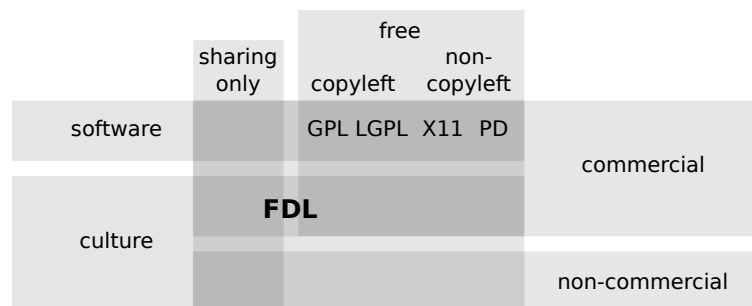 free
sharing
only
copyleft
non-
copyleft
software
GPL LGPL X11 PD
commercial
FDL
culture
non-commercial